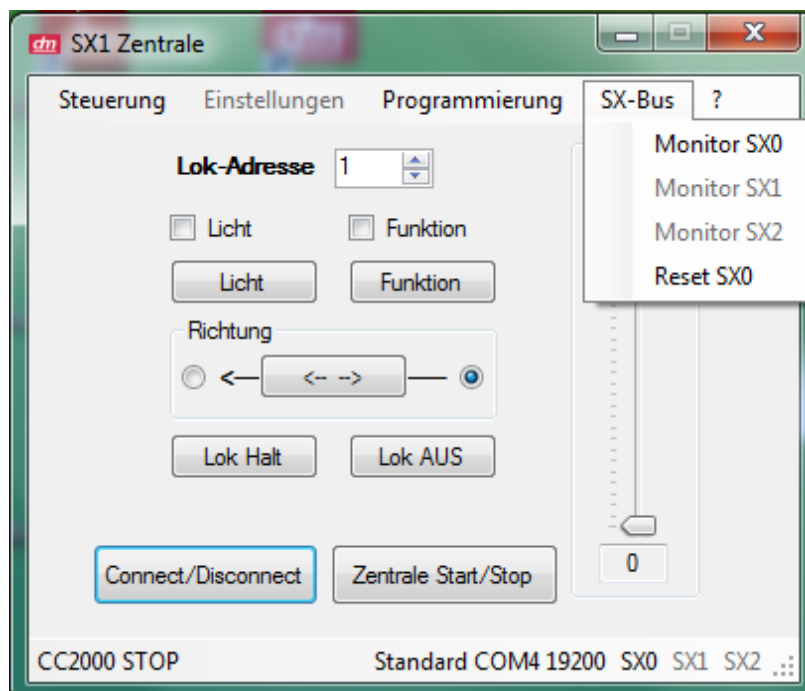 dm SX1 Zentrale
Steuerung Einstellungen Programmierung SX-Bus ?
Monitor SX0
Monitor SX1
Monitor SX2
Reset SX0
Lok-Adresse 1
Licht Funktion
Licht Funktion
Richtung
<— <-- --> —
Lok Halt Lok AUS
0
Connect/Disconnect Zentrale Start/Stop
CC2000 STOP Standard COM4 19200 SX0 SX1 SX2